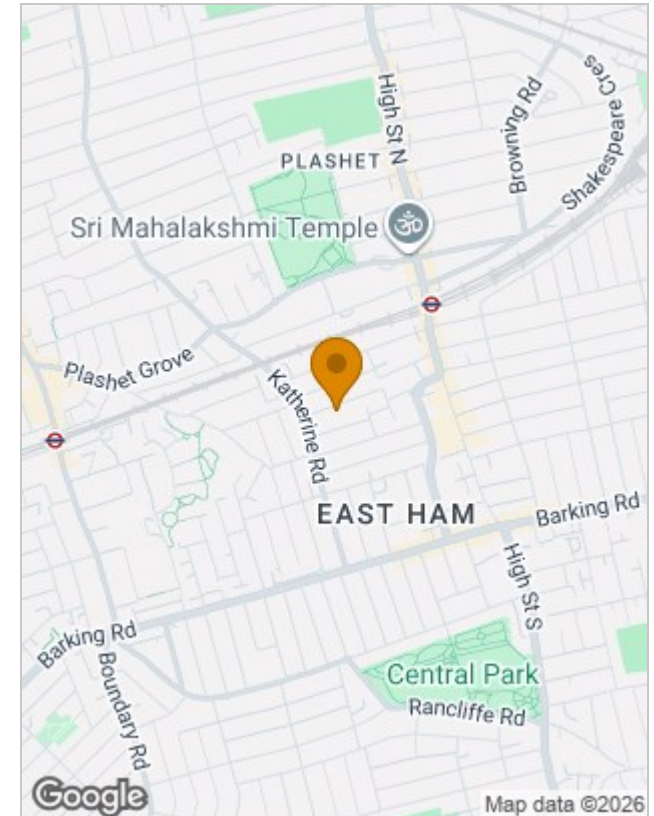 High St N
Browning Rd
Shakespeare Cres
PLASHET
Sri Mahalakshmi Temple
Plashet Grove
Katherine Rd
EAST HAM
Barking Rd
High St S
Barking Rd
Boundary Rd
Central Park
Rancliffe Rd
Google
Map data ©2026